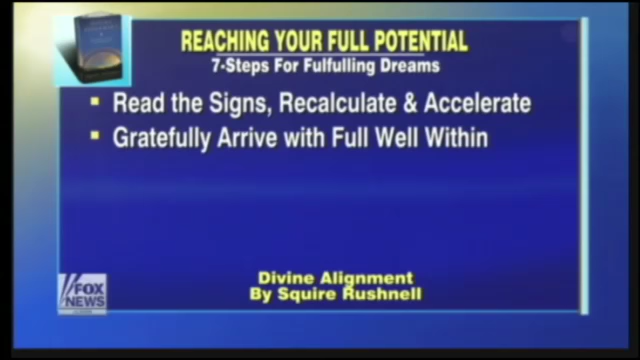 REACHING YOUR FULL POTENTIAL
7-Steps For Fulfulling Dreams
Read the Signs, Recalculate & Accelerate
Gratefully Arrive with Full Well Within
Divine Alignment
By Squire Rushnell
FOX
NEWS